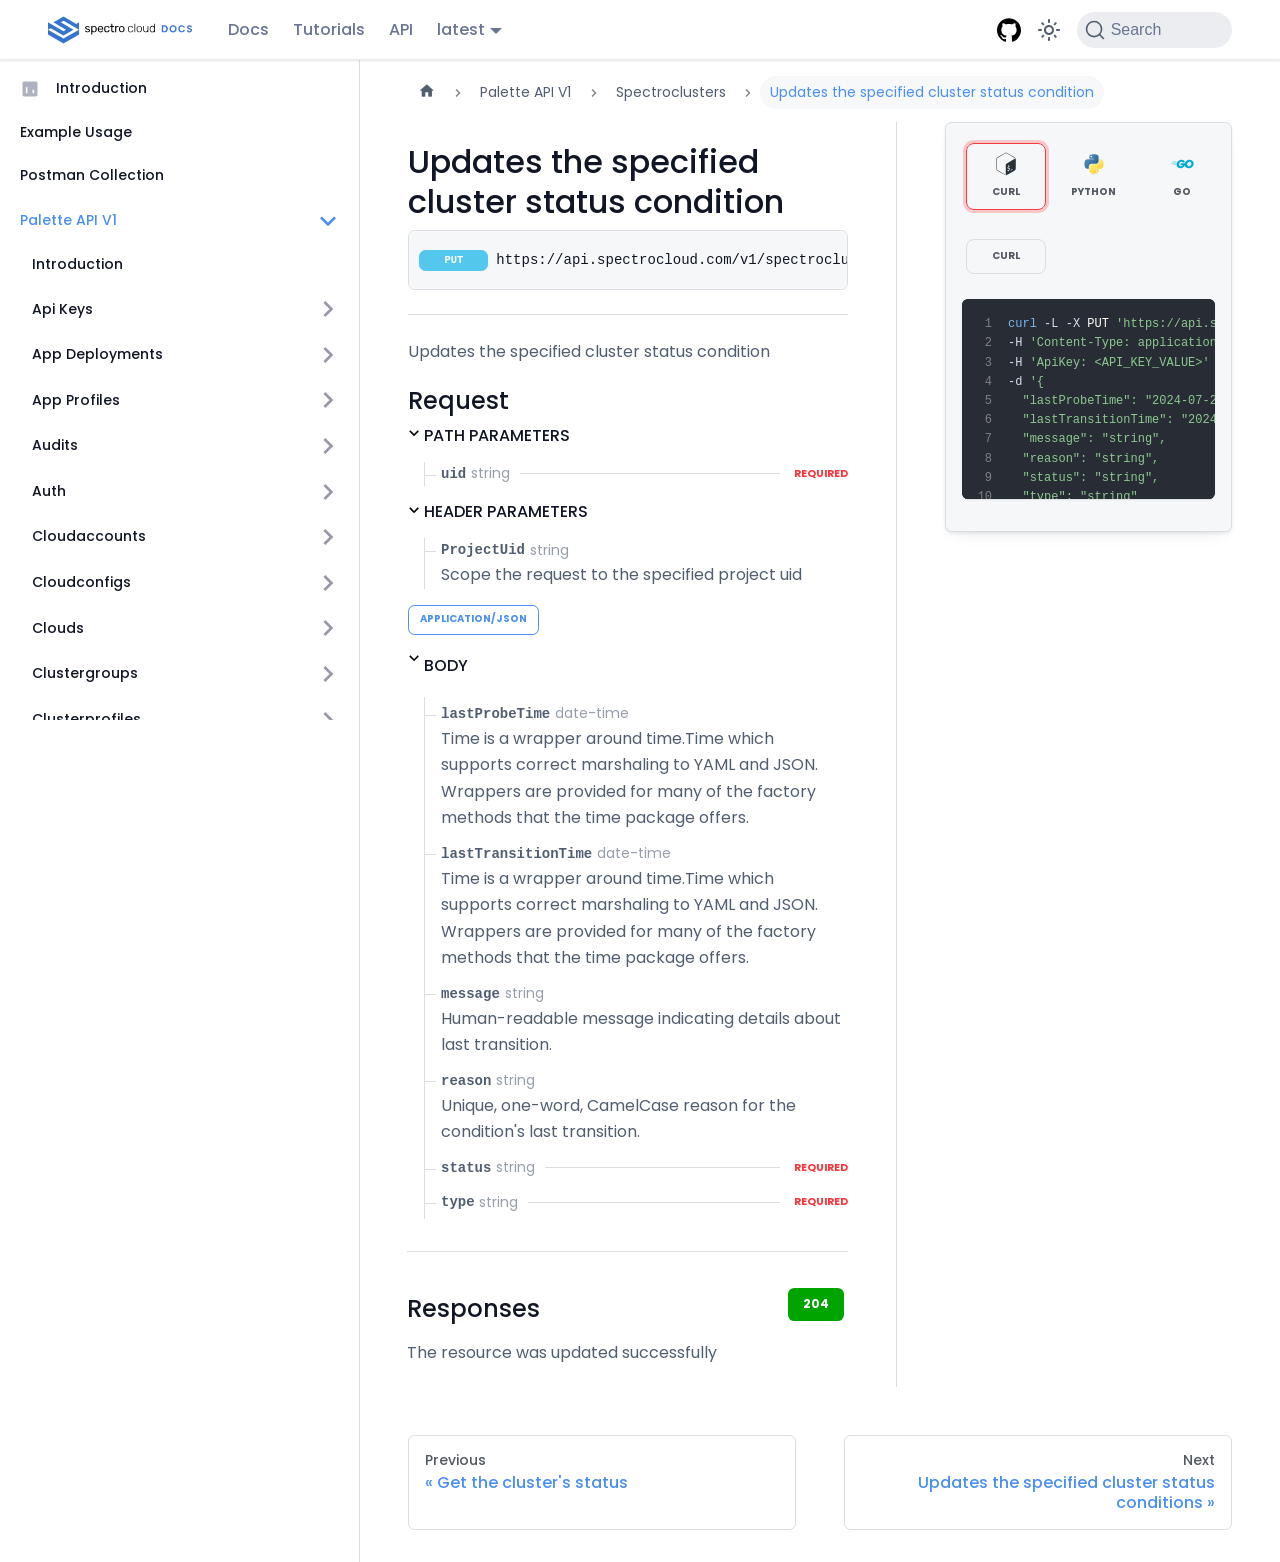 spectro cloud DOCS
Docs
Tutorials
API
latest
Search
Introduction
Example Usage
Postman Collection
Palette API V1
Introduction
Api Keys
App Deployments
App Profiles
Audits
Auth
Cloudaccounts
Cloudconfigs
Clouds
Clustergroups
Clusterprofiles
Palette API V1
Spectroclusters
Updates the specified cluster status condition
Updates the specified
cluster status condition
PUT https://api.spectrocloud.com/v1/spectroclu
Updates the specified cluster status condition
Request
PATH PARAMETERS
uid string REQUIRED
HEADER PARAMETERS
ProjectUid string
Scope the request to the specified project uid
APPLICATION/JSON
BODY
lastProbeTime date-time
Time is a wrapper around time.Time which
supports correct marshaling to YAML and JSON.
Wrappers are provided for many of the factory
methods that the time package offers.
lastTransitionTime date-time
Time is a wrapper around time.Time which
supports correct marshaling to YAML and JSON.
Wrappers are provided for many of the factory
methods that the time package offers.
message string
Human-readable message indicating details about
last transition.
reason string
Unique, one-word, CamelCase reason for the
condition's last transition.
status string REQUIRED
type string REQUIRED
Responses
204
The resource was updated successfully
CURL
PYTHON
GO
CURL
1 curl -L -X PUT 'https://api.s
2 -H 'Content-Type: application
3 -H 'ApiKey: <API_KEY_VALUE>'
4 -d '{
5 "lastProbeTime": "2024-07-2
6 "lastTransitionTime": "2024
7 "message": "string",
8 "reason": "string",
9 "status": "string",
10 "type": "string"
Previous
« Get the cluster's status
Next
Updates the specified cluster status
conditions »